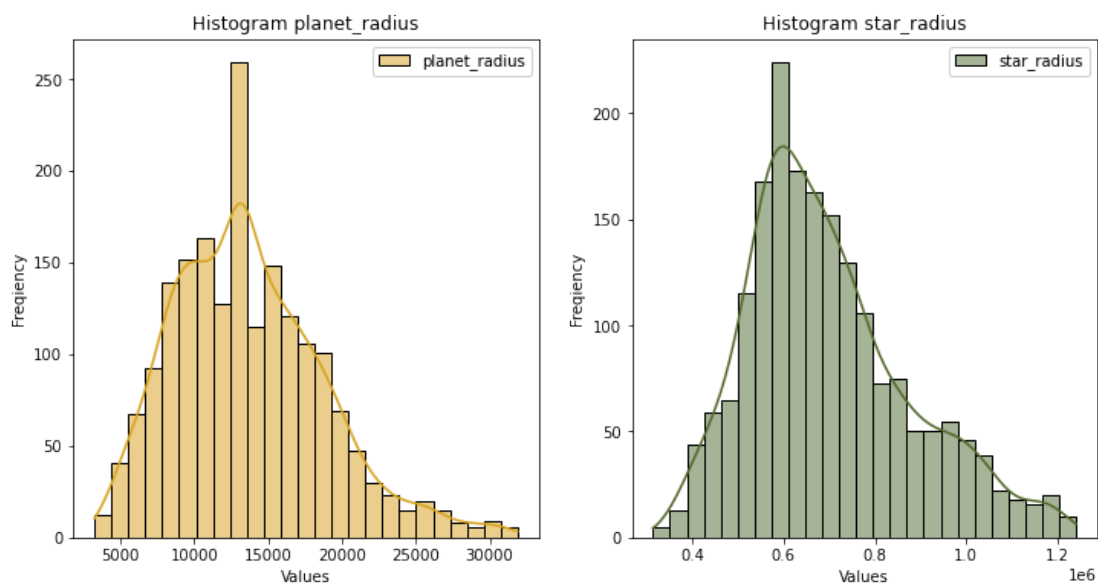 Histogram planet_radius
planet_radius
Freqiency
250
200
150
100
50
0
5000 10000 15000 20000 25000 30000
Values
Histogram star_radius
star_radius
Freqiency
200
150
100
50
0
0.4 0.6 0.8 1.0 1.2
1e6
Values